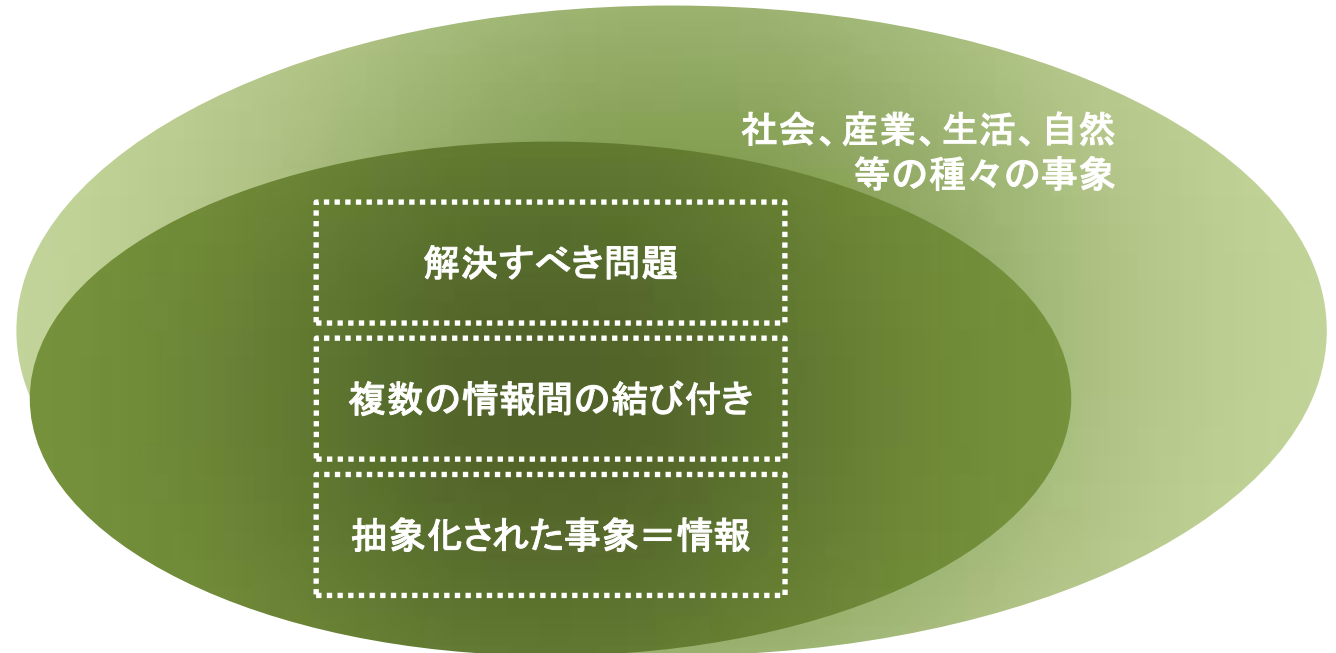 社会、産業、生活、自然
等の種々の事象
解決すべき問題
複数の情報間の結び付き
抽象化された事象＝情報